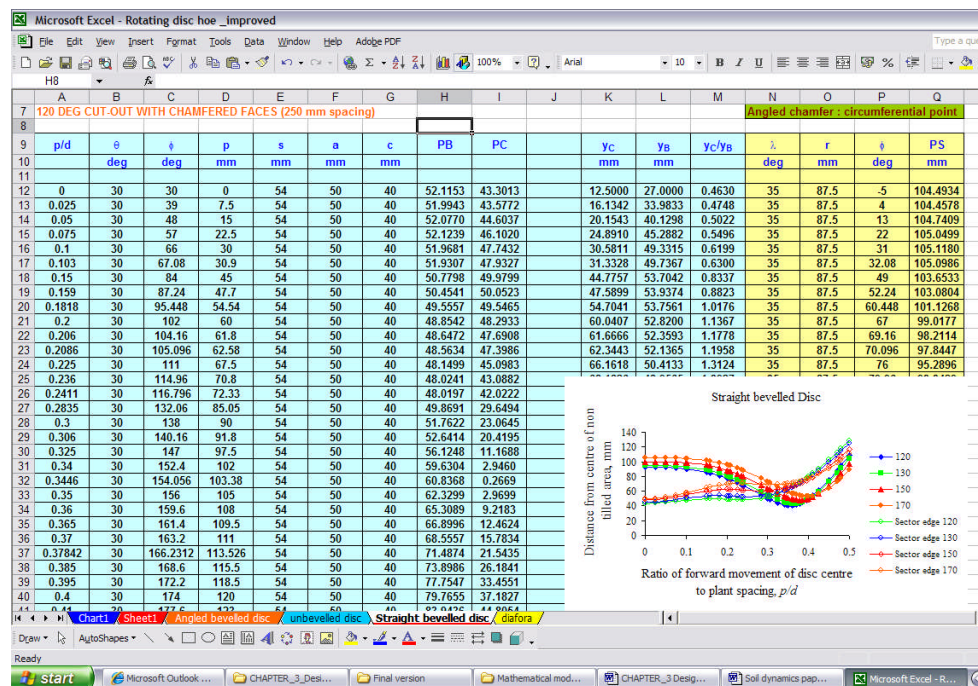 Microsoft Excel - Rotating disc hoe _improved
File Edit View Insert Format Tools Data Window Help Adobe PDF Type a que
100% Arial 10 B I U
H8 fx
A B C D E F G H I J K L M N O P Q
7 120 DEG CUT-OUT WITH CHAMFERED FACES (250 mm spacing) Angled chamfer : circumferential point
8
9 p/d θ ϕ p s a c PB PC yC yB yC/yB λ r ϕ PS
10 deg deg mm mm mm mm mm mm deg mm deg mm
11
12 0 30 30 0 54 50 40 52.1153 43.3013 12.5000 27.0000 0.4630 35 87.5 -5 104.4934
13 0.025 30 39 7.5 54 50 40 51.9943 43.5772 16.1342 33.9833 0.4748 35 87.5 4 104.4578
14 0.05 30 48 15 54 50 40 52.0770 44.6037 20.1543 40.1298 0.5022 35 87.5 13 104.7409
15 0.075 30 57 22.5 54 50 40 52.1239 46.1020 24.8910 45.2882 0.5496 35 87.5 22 105.0499
16 0.1 30 66 30 54 50 40 51.9681 47.7432 30.5811 49.3315 0.6199 35 87.5 31 105.1180
17 0.103 30 67.08 30.9 54 50 40 51.9307 47.9327 31.3328 49.7367 0.6300 35 87.5 32.08 105.0986
18 0.15 30 84 45 54 50 40 50.7798 49.9799 44.7757 53.7042 0.8337 35 87.5 49 103.6533
19 0.159 30 87.24 47.7 54 50 40 50.4541 50.0523 47.5899 53.9374 0.8823 35 87.5 52.24 103.0804
20 0.1818 30 95.448 54.54 54 50 40 49.5557 49.5465 54.7041 53.7561 1.0176 35 87.5 60.448 101.1268
21 0.2 30 102 60 54 50 40 48.8542 48.2933 60.0407 52.8200 1.1367 35 87.5 67 99.0177
22 0.206 30 104.16 61.8 54 50 40 48.6472 47.6908 61.6666 52.3593 1.1778 35 87.5 69.16 98.2114
23 0.2086 30 105.096 62.58 54 50 40 48.5634 47.3986 62.3443 52.1365 1.1958 35 87.5 70.096 97.8447
24 0.225 30 111 67.5 54 50 40 48.1499 45.0983 66.1618 50.4133 1.3124 35 87.5 76 95.2896
25 0.236 30 114.96 70.8 54 50 40 48.0241 43.0882
26 0.2411 30 116.796 72.33 54 50 40 48.0197 42.0222
27 0.2835 30 132.06 85.05 54 50 40 49.8691 29.6494
28 0.3 30 138 90 54 50 40 51.7622 23.0645
29 0.306 30 140.16 91.8 54 50 40 52.6414 20.4195
30 0.325 30 147 97.5 54 50 40 56.1248 11.1688
31 0.34 30 152.4 102 54 50 40 59.6304 2.9460
32 0.3446 30 154.056 103.38 54 50 40 60.8368 0.2669
33 0.35 30 156 105 54 50 40 62.3299 2.9699
34 0.36 30 159.6 108 54 50 40 65.3089 9.2183
35 0.365 30 161.4 109.5 54 50 40 66.8996 12.4624
36 0.37 30 163.2 111 54 50 40 68.5557 15.7834
37 0.37842 30 166.2312 113.526 54 50 40 71.4874 21.5435
38 0.385 30 168.6 115.5 54 50 40 73.8986 26.1841
39 0.395 30 172.2 118.5 54 50 40 77.7547 33.4551
40 0.4 30 174 120 54 50 40 79.7655 37.1827
Straight bevelled Disc
Distance from centre of non
tilled area, mm
140
120
100
80
60
40
20
0
0 0.1 0.2 0.3 0.4 0.5
Ratio of forward movement of disc centre
to plant spacing, p/d
120
130
150
170
Sector edge 120
Sector edge 130
Sector edge 150
Sector edge 170
Chart1 Sheet1 Angled bevelled disc unbevelled disc Straight bevelled disc diafora
Draw AutoShapes
Ready
start Microsoft Outlook ... CHAPTER_3_Desi... Final version Mathematical mod... CHAPTER_3 Desig... Soil dynamics pap... Microsoft Excel - R...